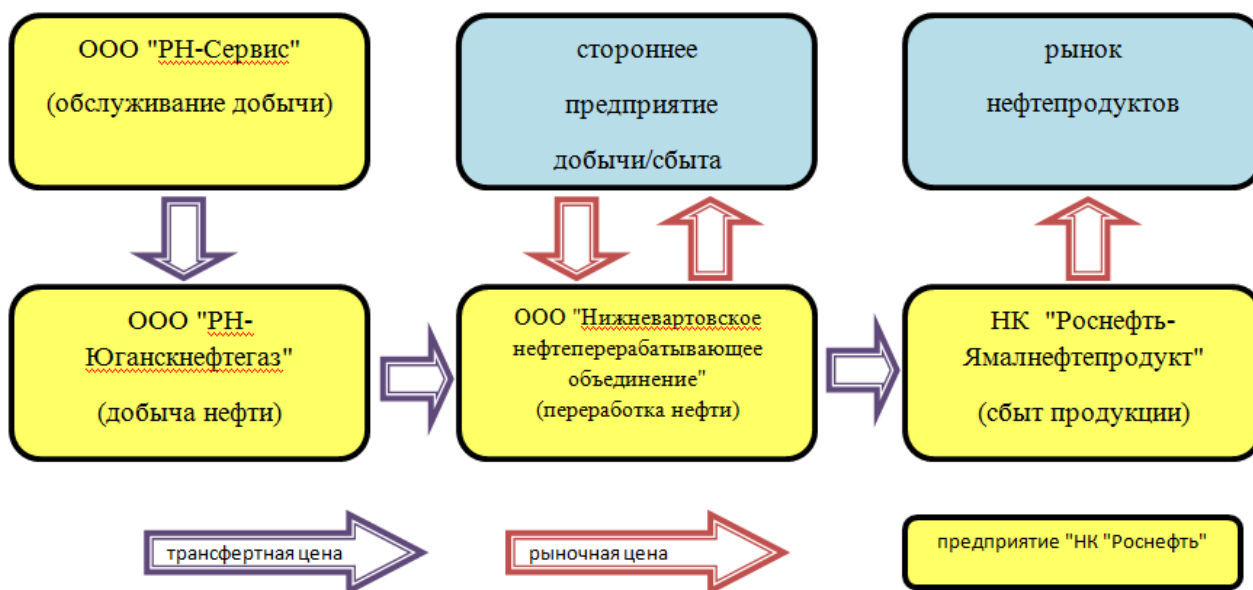 ООО "РН-Сервис"
(обслуживание добычи)
стороннее
предприятие
добычи/сбыта
рынок
нефтепродуктов
ООО "РН-
Юганскнефтегаз"
(добыча нефти)
ООО "Нижневартовское
нефтеперерабатывающее
объединение"
(переработка нефти)
НК "Роснефть-
Ямалнефтепродукт"
(сбыт продукции)
трансфертная цена
рыночная цена
предприятие "НК "Роснефть"